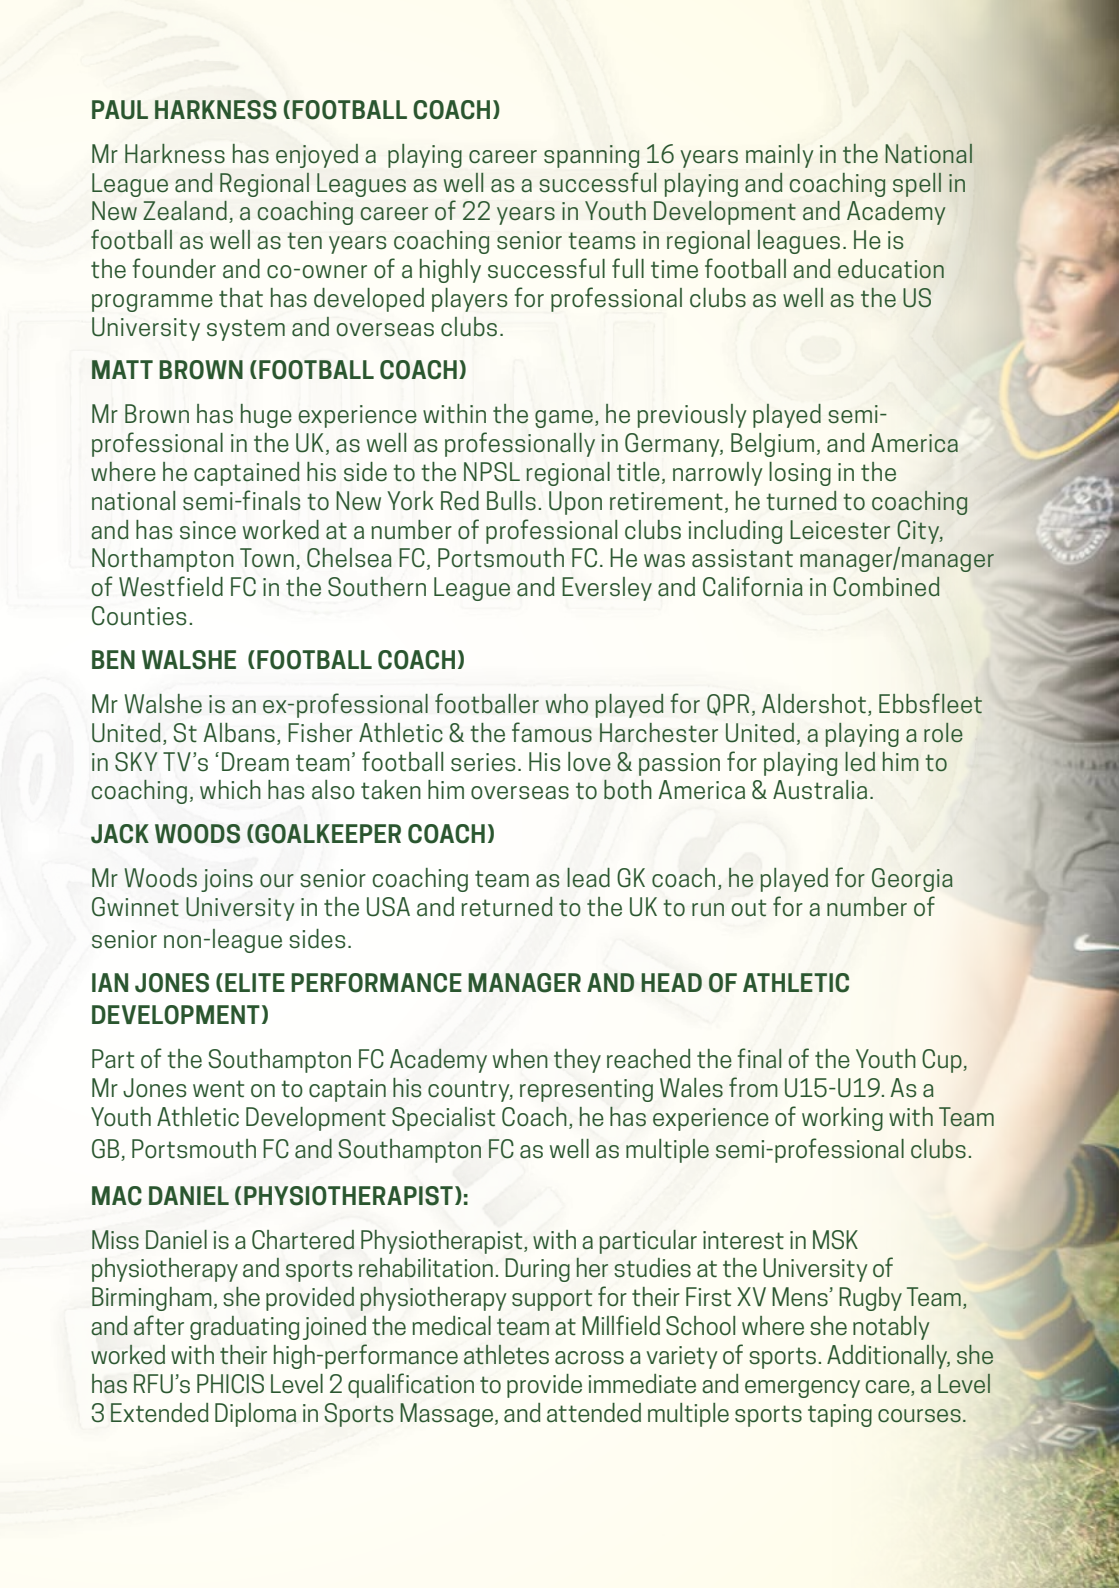 PAUL HARKNESS (FOOTBALL COACH)
Mr Harkness has enjoyed a  playing career spanning 16 years mainly in the National
League and Regional Leagues as well as a successful playing and coaching spell in
New Zealand, a coaching career of 22 years in Youth Development and Academy
football as well as ten years coaching senior teams in regional leagues. He is
the founder and co-owner of a highly successful full time football and education
programme that has developed players for professional clubs as well as the US
University system and overseas clubs.
MATT BROWN (FOOTBALL COACH)
Mr Brown has huge experience within the game, he previously played semi-
professional in the UK, as well as professionally in Germany, Belgium, and America
where he captained his side to the NPSL regional title, narrowly losing in the
national semi-finals to New York Red Bulls. Upon retirement, he turned to coaching
and has since worked at a number of professional clubs including Leicester City,
Northampton Town, Chelsea FC, Portsmouth FC. He was assistant manager/manager
of Westfield FC in the Southern League and Eversley and California in Combined
Counties.
BEN WALSHE  (FOOTBALL COACH)
Mr Walshe is an ex-professional footballer who played for QPR, Aldershot, Ebbsfleet
United, St Albans, Fisher Athletic & the famous Harchester United, a playing a role
in SKY TV's ‘Dream team’ football series. His love & passion for playing led him to
coaching, which has also taken him overseas to both America & Australia.
JACK WOODS (GOALKEEPER COACH)
Mr Woods joins our senior coaching team as lead GK coach, he played for Georgia
Gwinnet University in the USA and returned to the UK to run out for a number of
senior non-league sides.
IAN JONES (ELITE PERFORMANCE MANAGER AND HEAD OF ATHLETIC
DEVELOPMENT)
Part of the Southampton FC Academy when they reached the final of the Youth Cup,
Mr Jones went on to captain his country, representing Wales from U15-U19. As a
Youth Athletic Development Specialist Coach, he has experience of working with Team
GB, Portsmouth FC and Southampton FC as well as multiple semi-professional clubs.
MAC DANIEL (PHYSIOTHERAPIST):
Miss Daniel is a Chartered Physiotherapist, with a particular interest in MSK
physiotherapy and sports rehabilitation. During her studies at the University of
Birmingham, she provided physiotherapy support for their First XV Mens’ Rugby Team,
and after graduating joined the medical team at Millfield School where she notably
worked with their high-performance athletes across a variety of sports. Additionally, she
has RFU's PHICIS Level 2 qualification to provide immediate and emergency care, a Level
3 Extended Diploma in Sports Massage, and attended multiple sports taping courses.